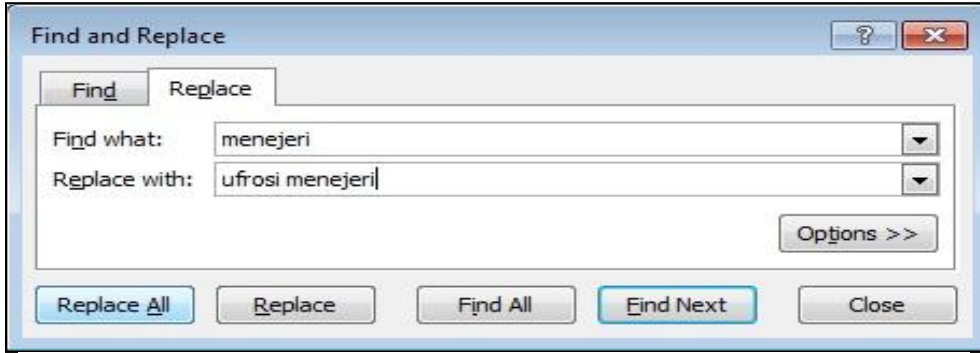 Find and Replace
Find Replace
Find what: menejeri
Replace with: ufrosi menejeri
Options >>
Replace All Replace Find All Find Next Close